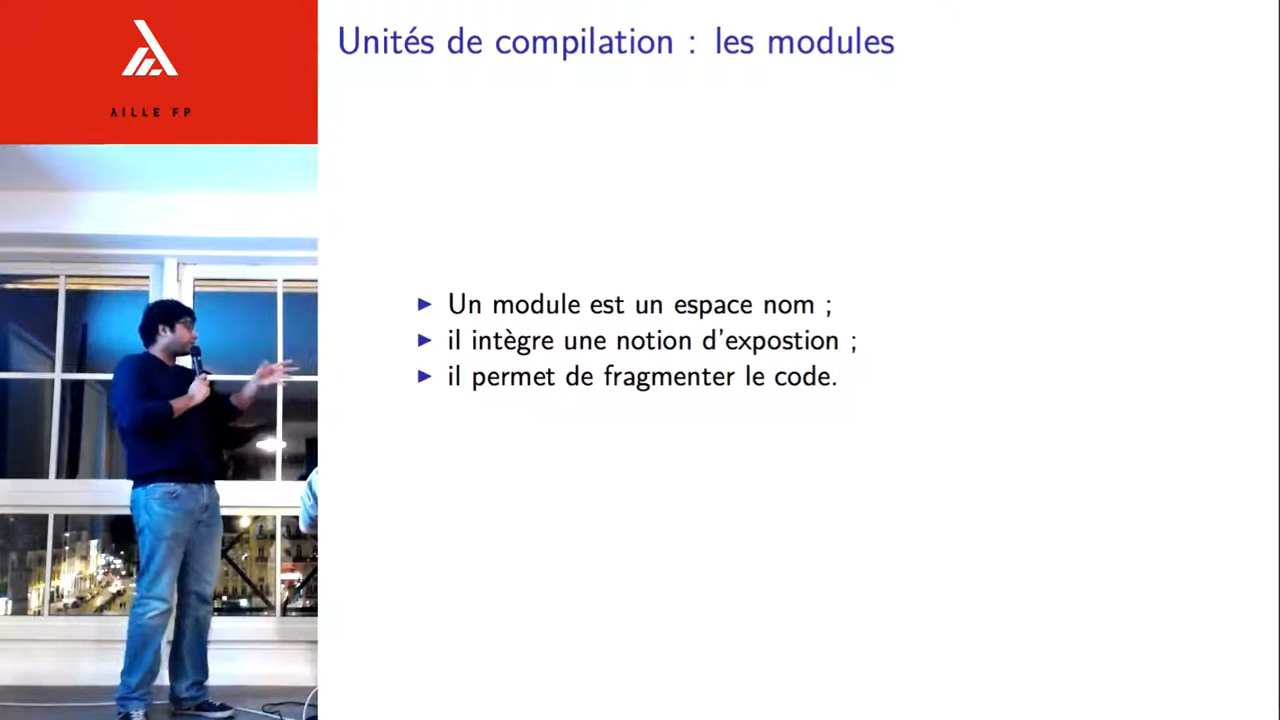 λILLE FP
Unités de compilation : les modules
Un module est un espace nom ;
il intègre une notion d'expostion ;
il permet de fragmenter le code.